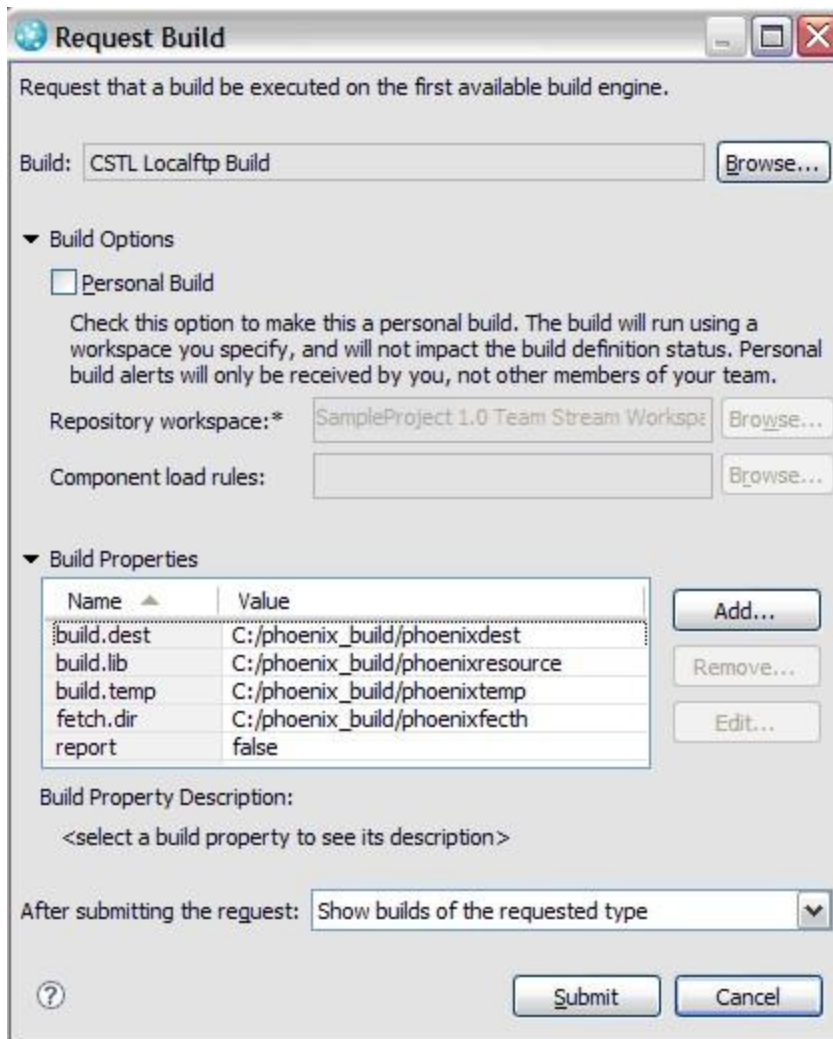 Request Build
Request that a build be executed on the first available build engine.
Build: CSTL Localftp Build Browse...
Build Options
Personal Build
Check this option to make this a personal build. The build will run using a
workspace you specify, and will not impact the build definition status. Personal
build alerts will only be received by you, not other members of your team.
Repository workspace:* SampleProject 1.0 Team Stream Workspa Browse...
Component load rules: Browse...
Build Properties
Name Value
build.dest C:/phoenix_build/phoenixdest Add...
build.lib C:/phoenix_build/phoenixresource
build.temp C:/phoenix_build/phoenixtemp Remove...
fetch.dir C:/phoenix_build/phoenixfecth
report false Edit...
Build Property Description:
<select a build property to see its description>
After submitting the request: Show builds of the requested type
? Submit Cancel